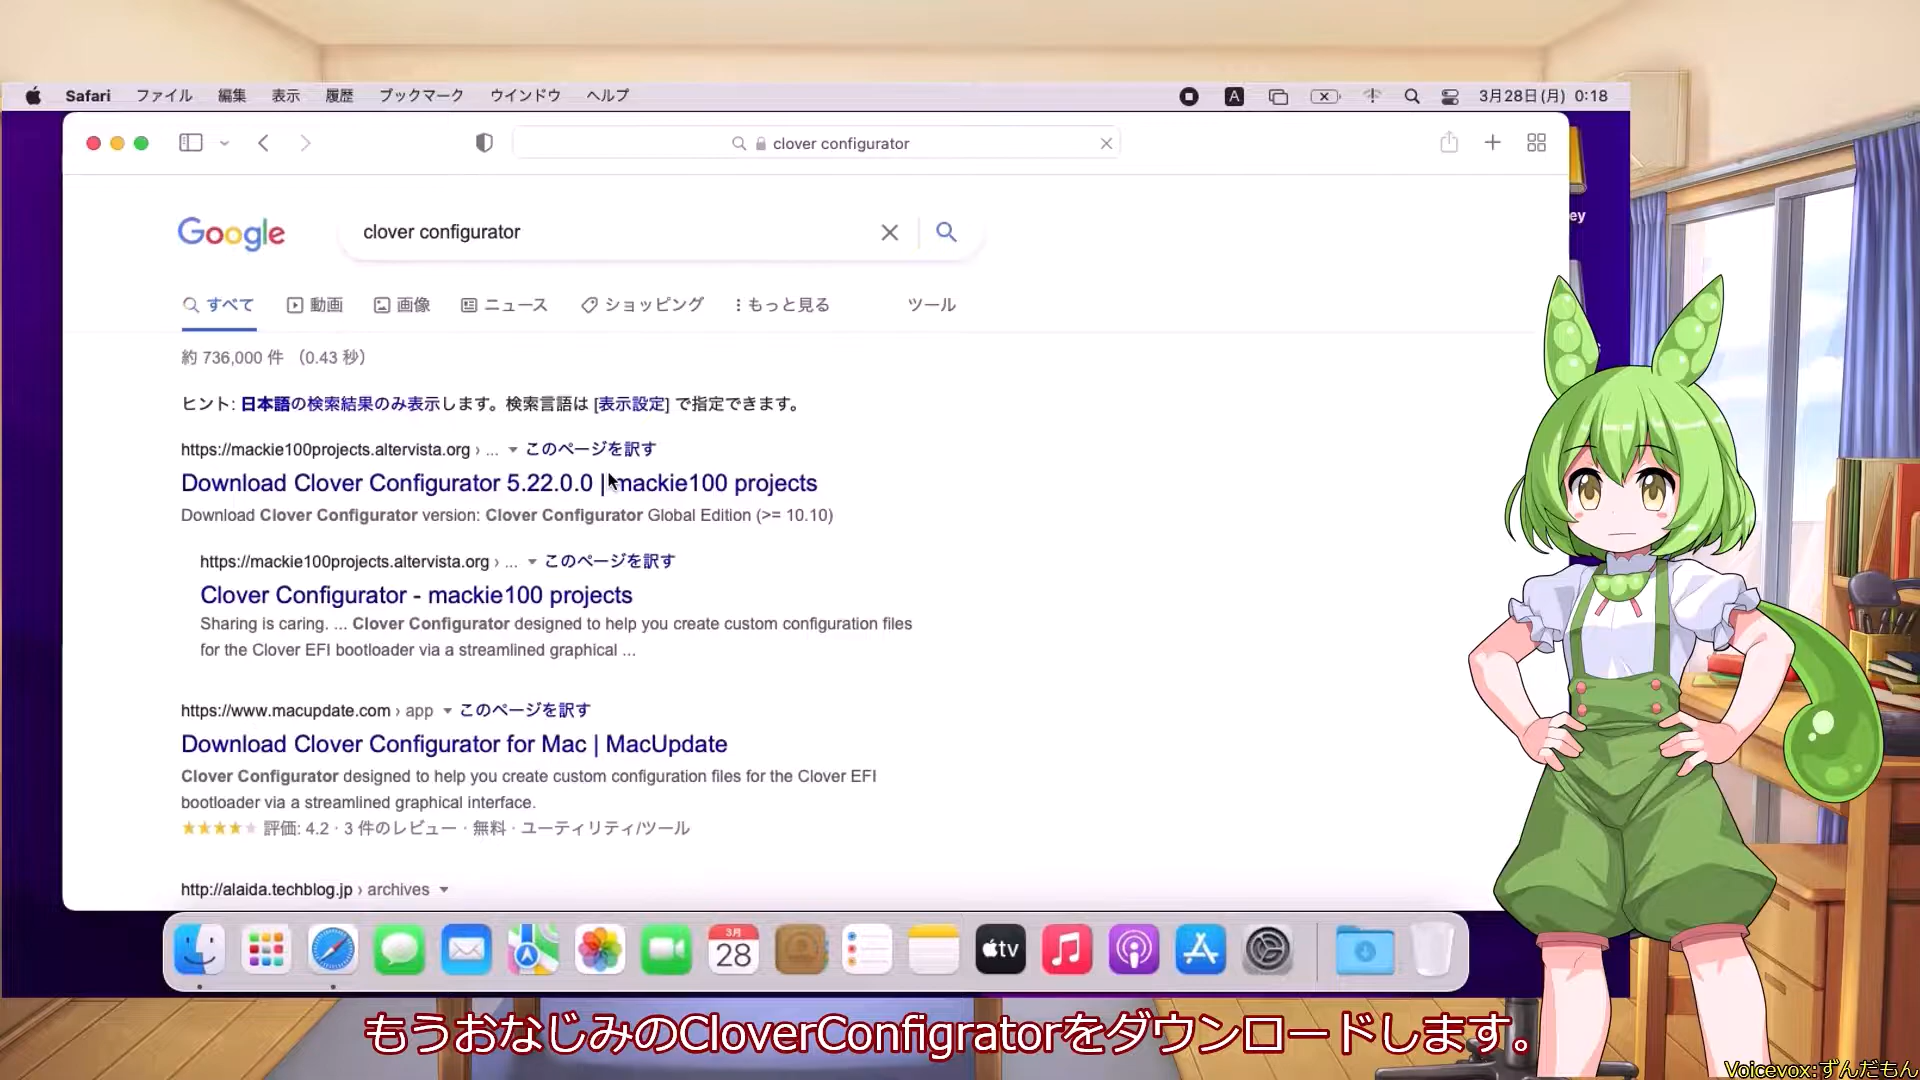 Safari ファイル 編集 表示 履歴 ブックマーク ウインドウ ヘルプ A 3月28日(月) 0:18
clover configurator
ey
Google clover configurator
すべて 動画 画像 ニュース ショッピング もっと見る ツール
約 736,000 件 (0.43 秒)
ヒント: 日本語の検索結果のみ表示します。検索言語は [表示設定] で指定できます。
https://mackie100projects.altervista.org › ... このページを訳す
Download Clover Configurator 5.22.0.0 | mackie100 projects
Download Clover Configurator version: Clover Configurator Global Edition (>= 10.10)
https://mackie100projects.altervista.org › ... このページを訳す
Clover Configurator - mackie100 projects
Sharing is caring. ... Clover Configurator designed to help you create custom configuration files
for the Clover EFI bootloader via a streamlined graphical ...
https://www.macupdate.com › app このページを訳す
Download Clover Configurator for Mac | MacUpdate
Clover Configurator designed to help you create custom configuration files for the Clover EFI
bootloader via a streamlined graphical interface.
評価: 4.2 · 3 件のレビュー · 無料 · ユーティリティ/ツール
http://alaida.techblog.jp › archives
3月
28
tv
もうおなじみのCloverConfigratorをダウンロードします。
Voicevox:ずんだもん